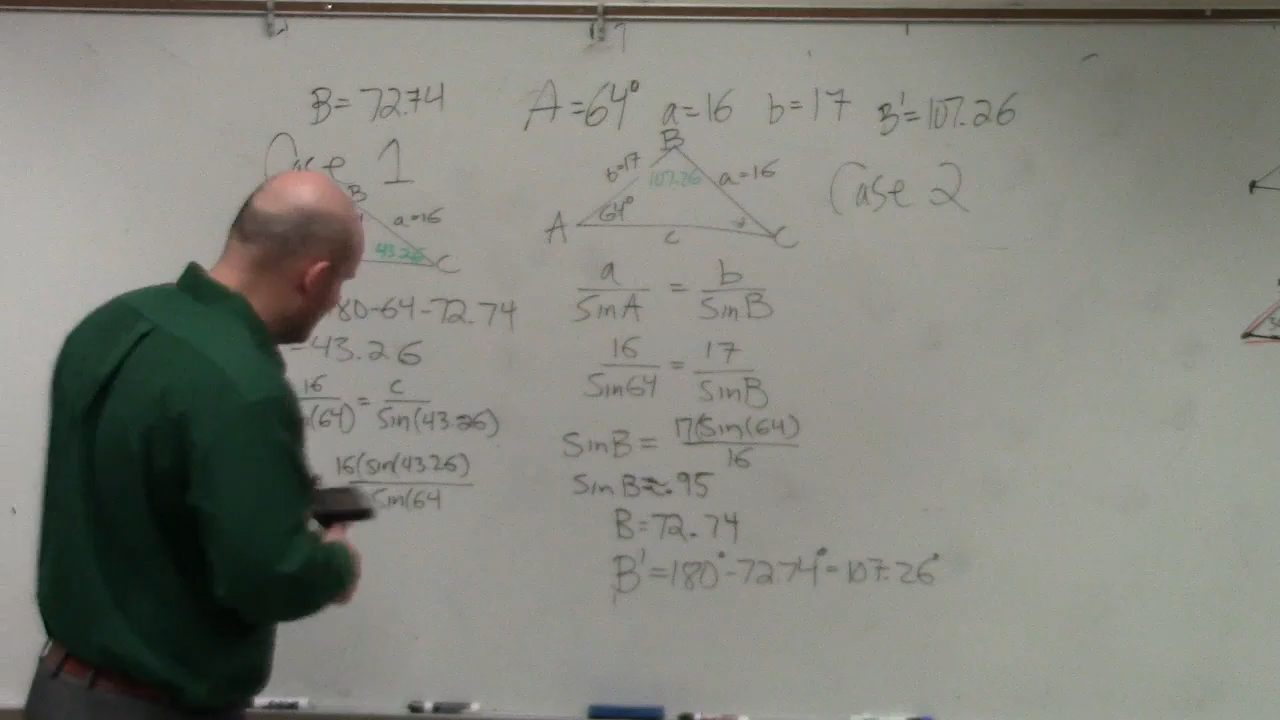 B=72.74 A=64° a=16 b=17 B'=107.26
Case 1
B
a=16
43.26
C
80-64-72.74
=43.26
16/(64) = c/Sin(43.26)
16(sin(43.26)/Sin(64
B
b=17
107.26
a=16
A
64°
c
C
a/SinA = b/SinB
16/Sin64 = 17/SinB
SinB = 17(Sin(64)/16
SinB≈.95
B=72.74
B'=180°-72.74°=107.26°
Case 2